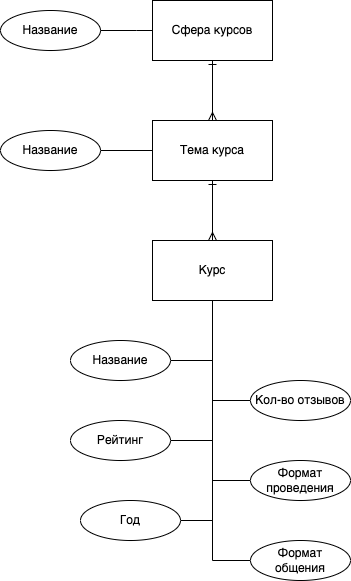 Название
Сфера курсов
Название
Тема курса
Курс
Название
Кол-во отзывов
Рейтинг
Формат
проведения
Год
Формат
общения